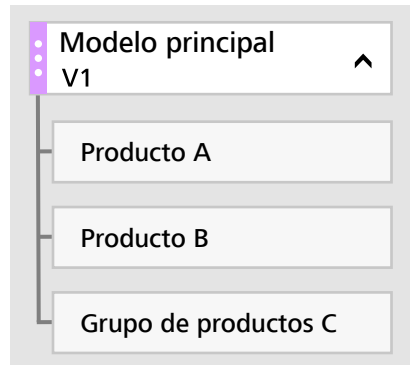 Modelo principal
V1
Producto A
Producto B
Grupo de productos C